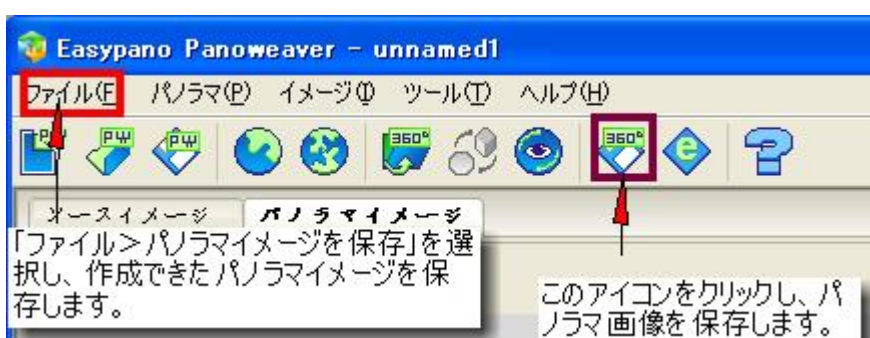 Easypano Panoweaver - unnamed1
ファイル(F パノラマ(P) イメージ(I) ツール(T) ヘルプ(H)
PW PW PW 360° 360° e ?
ースイメージ パノラマイメージ
「ファイル>パノラマイメージを保存」を選
択し、作成できたパノラマイメージを保
存します。
このアイコンをクリックし、パ
ノラマ画像を保存します。